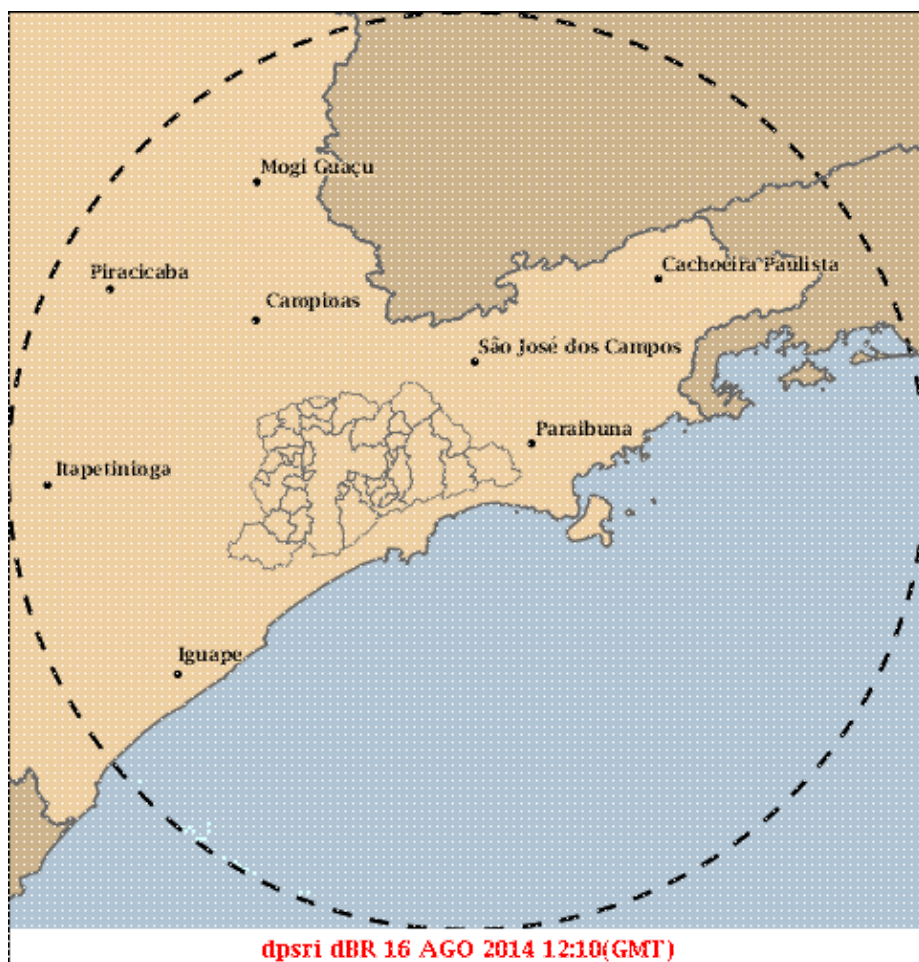 Mogi Guaçu
Piracicaba
Cachoeira Paulista
Campinas
São José dos Campos
Paraibuna
Itapetininga
Iguape
dpsri dBR 16 AGO 2014 12:10(GMT)